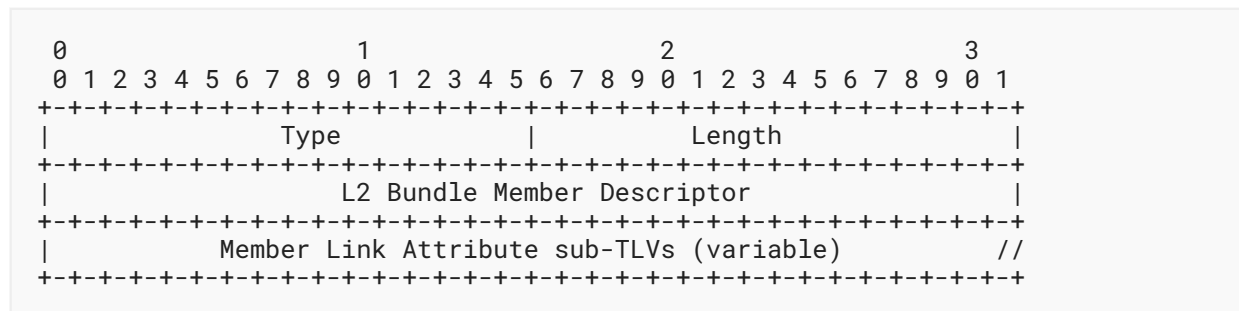 0                   1                   2                   3
 0 1 2 3 4 5 6 7 8 9 0 1 2 3 4 5 6 7 8 9 0 1 2 3 4 5 6 7 8 9 0 1
+-+-+-+-+-+-+-+-+-+-+-+-+-+-+-+-+-+-+-+-+-+-+-+-+-+-+-+-+-+-+-+-+
|               Type            |          Length               |
+-+-+-+-+-+-+-+-+-+-+-+-+-+-+-+-+-+-+-+-+-+-+-+-+-+-+-+-+-+-+-+-+
|                   L2 Bundle Member Descriptor                 |
+-+-+-+-+-+-+-+-+-+-+-+-+-+-+-+-+-+-+-+-+-+-+-+-+-+-+-+-+-+-+-+-+
|           Member Link Attribute sub-TLVs (variable)          //
+-+-+-+-+-+-+-+-+-+-+-+-+-+-+-+-+-+-+-+-+-+-+-+-+-+-+-+-+-+-+-+-+